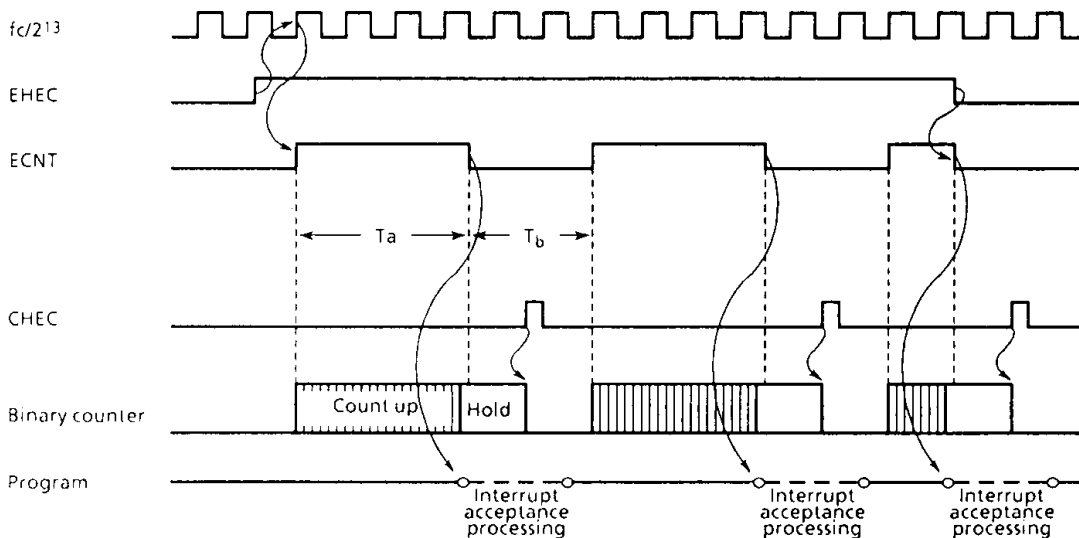 fc/2¹³
EHEC
ECNT
Ta
Tb
CHEC
Binary counter
Count up
Hold
Program
Interrupt
acceptance
processing
Interrupt
acceptance
processing
Interrupt
acceptance
processing